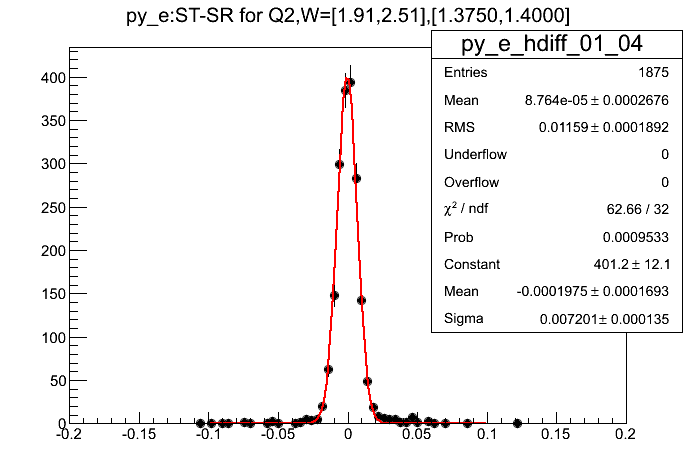 py_e:ST-SR for Q2,W=[1.91,2.51],[1.3750,1.4000]
py_e_hdiff_01_04
Entries 1875
Mean 8.764e-05 ± 0.0002676
RMS 0.01159 ± 0.0001892
Underflow 0
Overflow 0
χ² / ndf 62.66 / 32
Prob 0.0009533
Constant 401.2 ± 12.1
Mean -0.0001975 ± 0.0001693
Sigma 0.007201 ± 0.000135
400
350
300
250
200
150
100
50
0
-0.2 -0.15 -0.1 -0.05 0 0.05 0.1 0.15 0.2